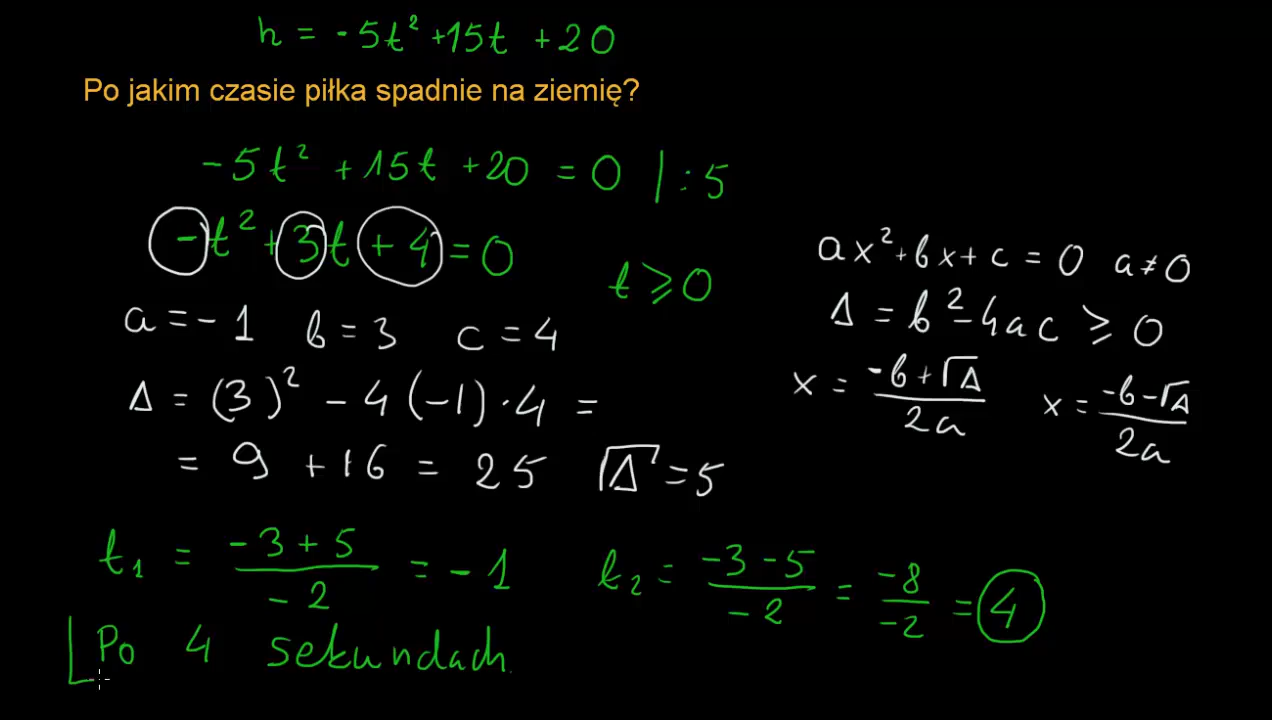 h = -5t² +15t +20
Po jakim czasie piłka spadnie na ziemię?
-5t² +15t +20 = 0 | :5
-t² + 3t + 4 = 0
t ≥ 0
ax² + bx + c = 0 a ≠ 0
a = -1 b = 3 c = 4
Δ = b² - 4ac ≥ 0
Δ = (3)² - 4(-1)·4 =
x = (-b+√Δ)/2a x = (-b-√Δ)/2a
= 9 +16 = 25 √Δ = 5
t₁ = (-3+5)/-2 = -1 t₂ = (-3-5)/-2 = -8/-2 = 4
Po 4 sekundach.